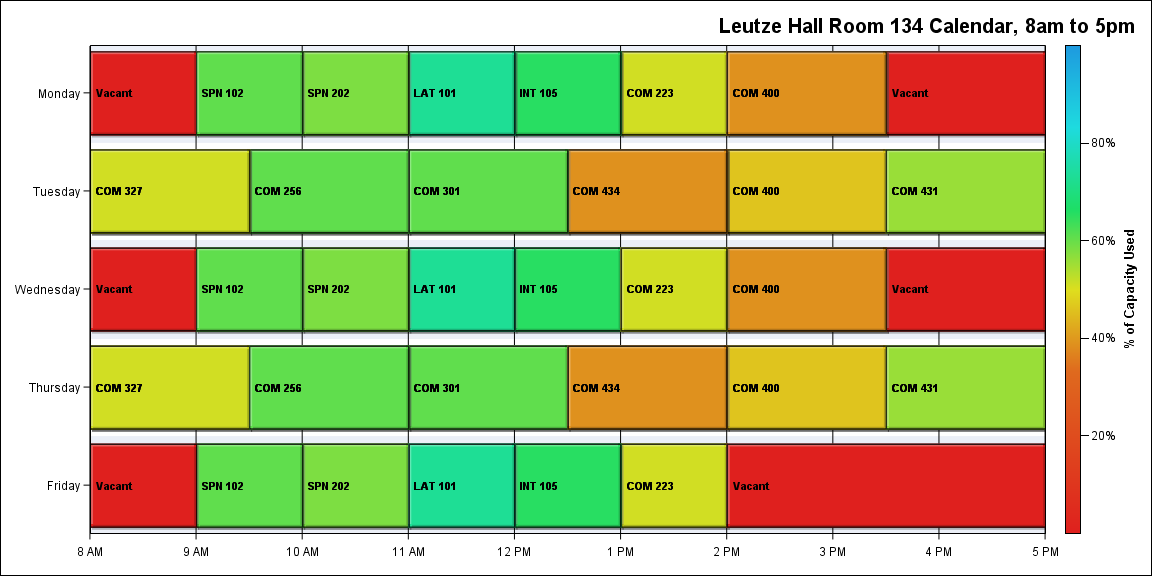 Leutze Hall Room 134 Calendar, 8am to 5pm
Monday
Vacant
SPN 102
SPN 202
LAT 101
INT 105
COM 223
COM 400
Vacant
Tuesday
COM 327
COM 256
COM 301
COM 434
COM 400
COM 431
Wednesday
Vacant
SPN 102
SPN 202
LAT 101
INT 105
COM 223
COM 400
Vacant
Thursday
COM 327
COM 256
COM 301
COM 434
COM 400
COM 431
Friday
Vacant
SPN 102
SPN 202
LAT 101
INT 105
COM 223
Vacant
8 AM
9 AM
10 AM
11 AM
12 PM
1 PM
2 PM
3 PM
4 PM
5 PM
80%
60%
40%
20%
% of Capacity Used